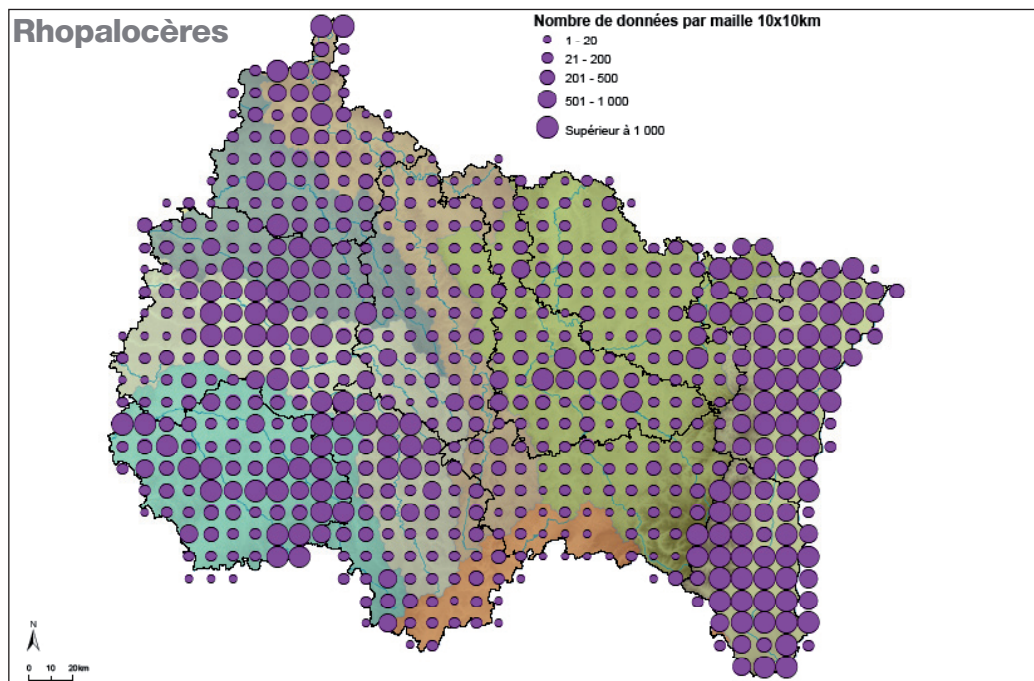 Rhopalocères
Nombre de données par maille 10x10km
1 - 20
21 - 200
201 - 500
501 - 1 000
Supérieur à 1 000
N
0 10 20km